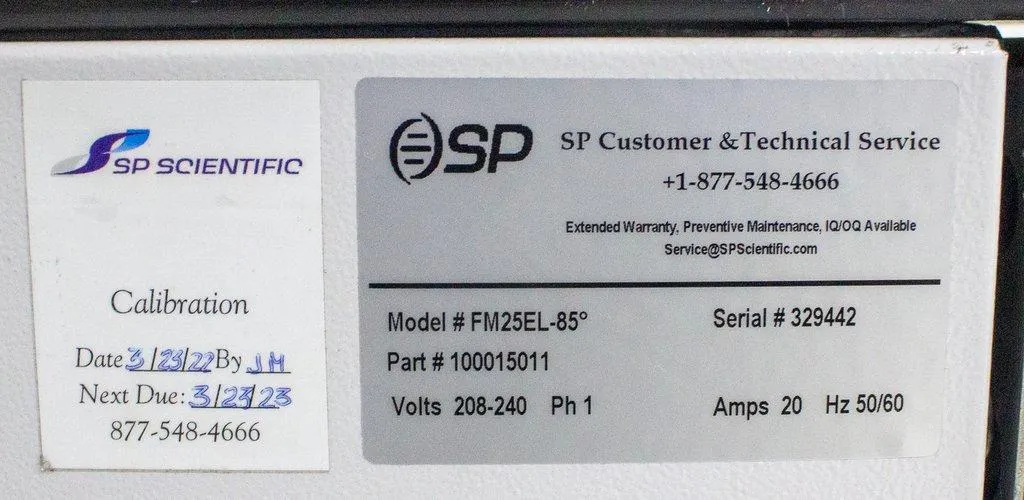 SP SCIENTIFIC
Calibration
Date 3/23/22 By JM
Next Due: 3/23/23
877-548-4666
SP
SP Customer &Technical Service
+1-877-548-4666
Extended Warranty, Preventive Maintenance, IQ/OQ Available
Service@SPScientific.com
Model # FM25EL-85°
Serial # 329442
Part # 100015011
Volts 208-240 Ph 1
Amps 20 Hz 50/60